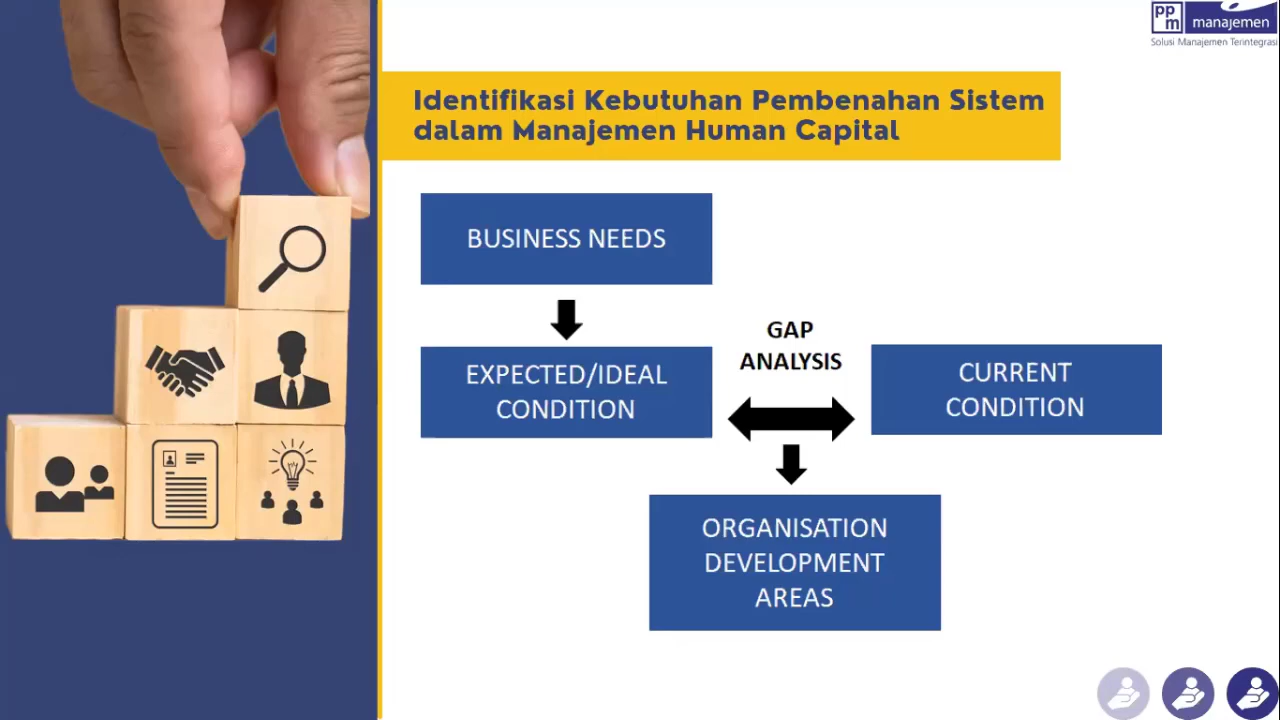 ppm manajemen
Solusi Manajemen Terintegrasi
Identifikasi Kebutuhan Pembenahan Sistem
dalam Manajemen Human Capital
BUSINESS NEEDS
GAP
ANALYSIS
EXPECTED/IDEAL
CONDITION
CURRENT
CONDITION
ORGANISATION
DEVELOPMENT
AREAS